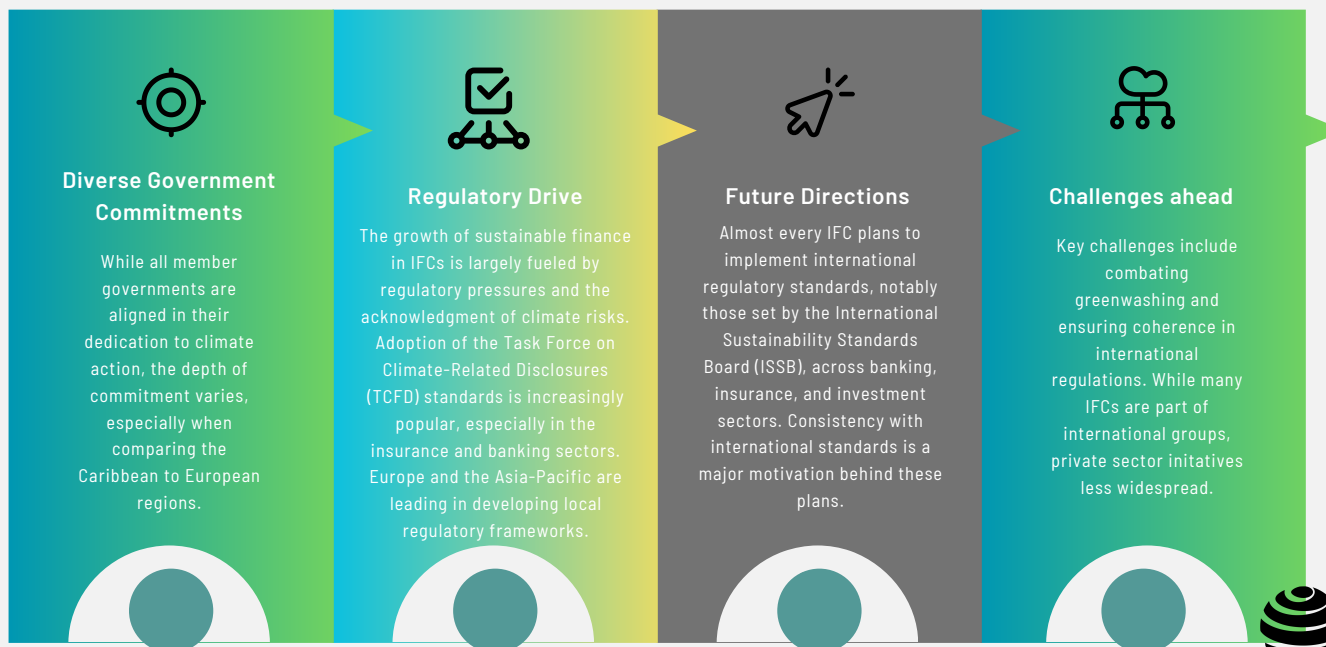 Diverse Government
Commitments
While all member
governments are
aligned in their
dedication to climate
action, the depth of
commitment varies,
especially when
comparing the
Caribbean to European
regions.
Regulatory Drive
The growth of sustainable finance
in IFCs is largely fueled by
regulatory pressures and the
acknowledgment of climate risks.
Adoption of the Task Force on
Climate-Related Disclosures
(TCFD) standards is increasingly
popular, especially in the
insurance and banking sectors.
Europe and the Asia-Pacific are
leading in developing local
regulatory frameworks.
Future Directions
Almost every IFC plans to
implement international
regulatory standards, notably
those set by the International
Sustainability Standards
Board (ISSB), across banking,
insurance, and investment
sectors. Consistency with
international standards is a
major motivation behind these
plans.
Challenges ahead
Key challenges include
combating
greenwashing and
ensuring coherence in
international
regulations. While many
IFCs are part of
international groups,
private sector initatives
less widespread.